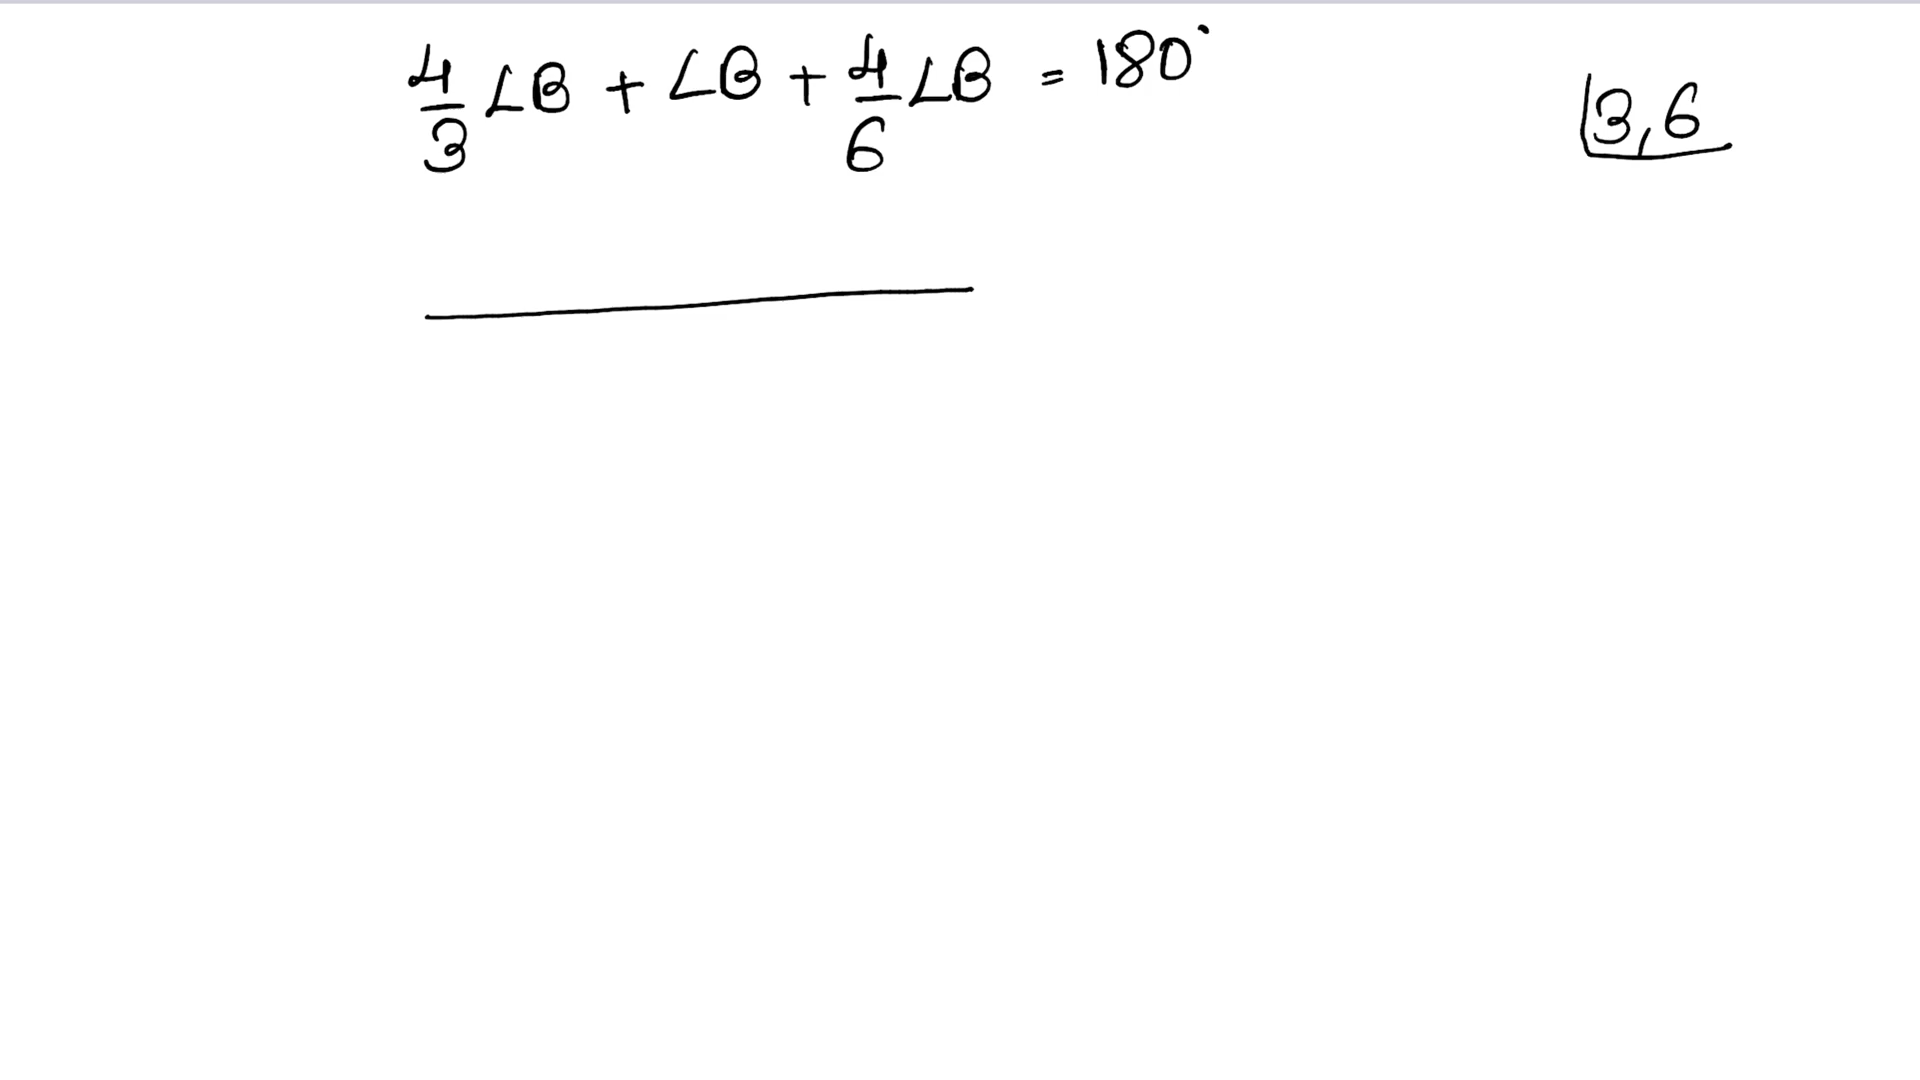 4/3 ∠B + ∠B + 4/6 ∠B = 180°
3,6